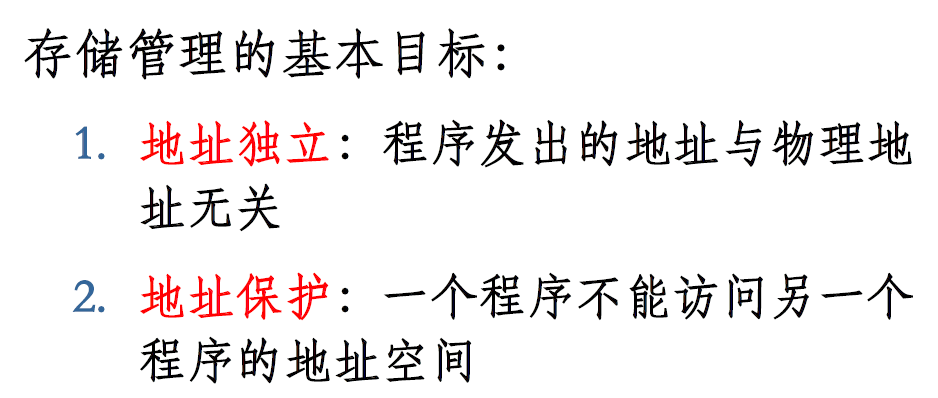 存储管理的基本目标：
1. 地址独立：程序发出的地址与物理地
址无关
2. 地址保护：一个程序不能访问另一个
程序的地址空间